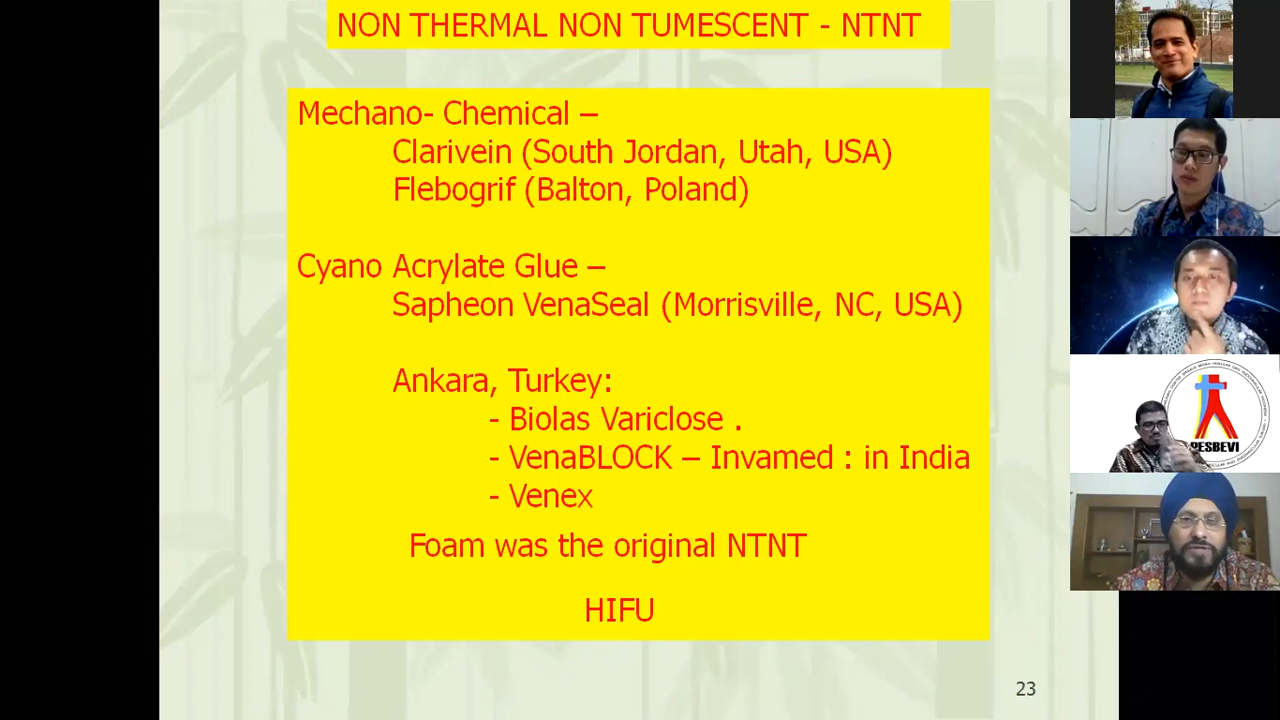 NON THERMAL NON TUMESCENT - NTNT
Mechano- Chemical –
Clarivein (South Jordan, Utah, USA)
Flebogrif (Balton, Poland)
Cyano Acrylate Glue –
Sapheon VenaSeal (Morrisville, NC, USA)
Ankara, Turkey:
- Biolas Variclose .
- VenaBLOCK – Invamed : in India
- Venex
Foam was the original NTNT
HIFU
23
PESBEVI